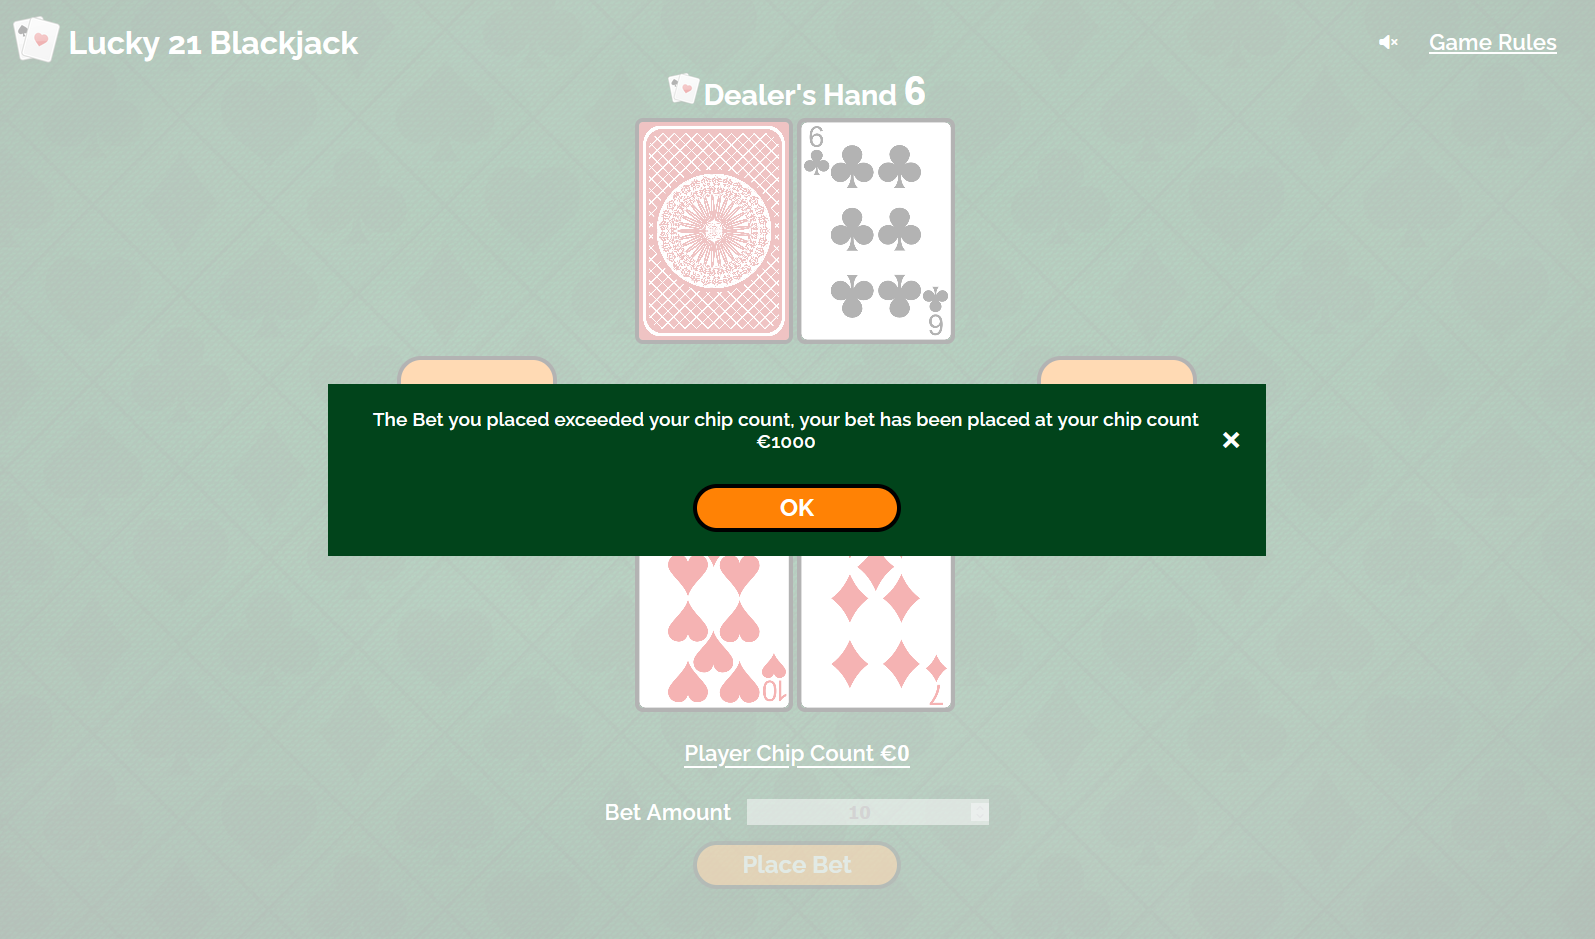 Lucky 21 Blackjack
Game Rules
Dealer's Hand 6
6
6
The Bet you placed exceeded your chip count, your bet has been placed at your chip count
€1000
OK
10
7
Player Chip Count €0
Bet Amount 10
Place Bet